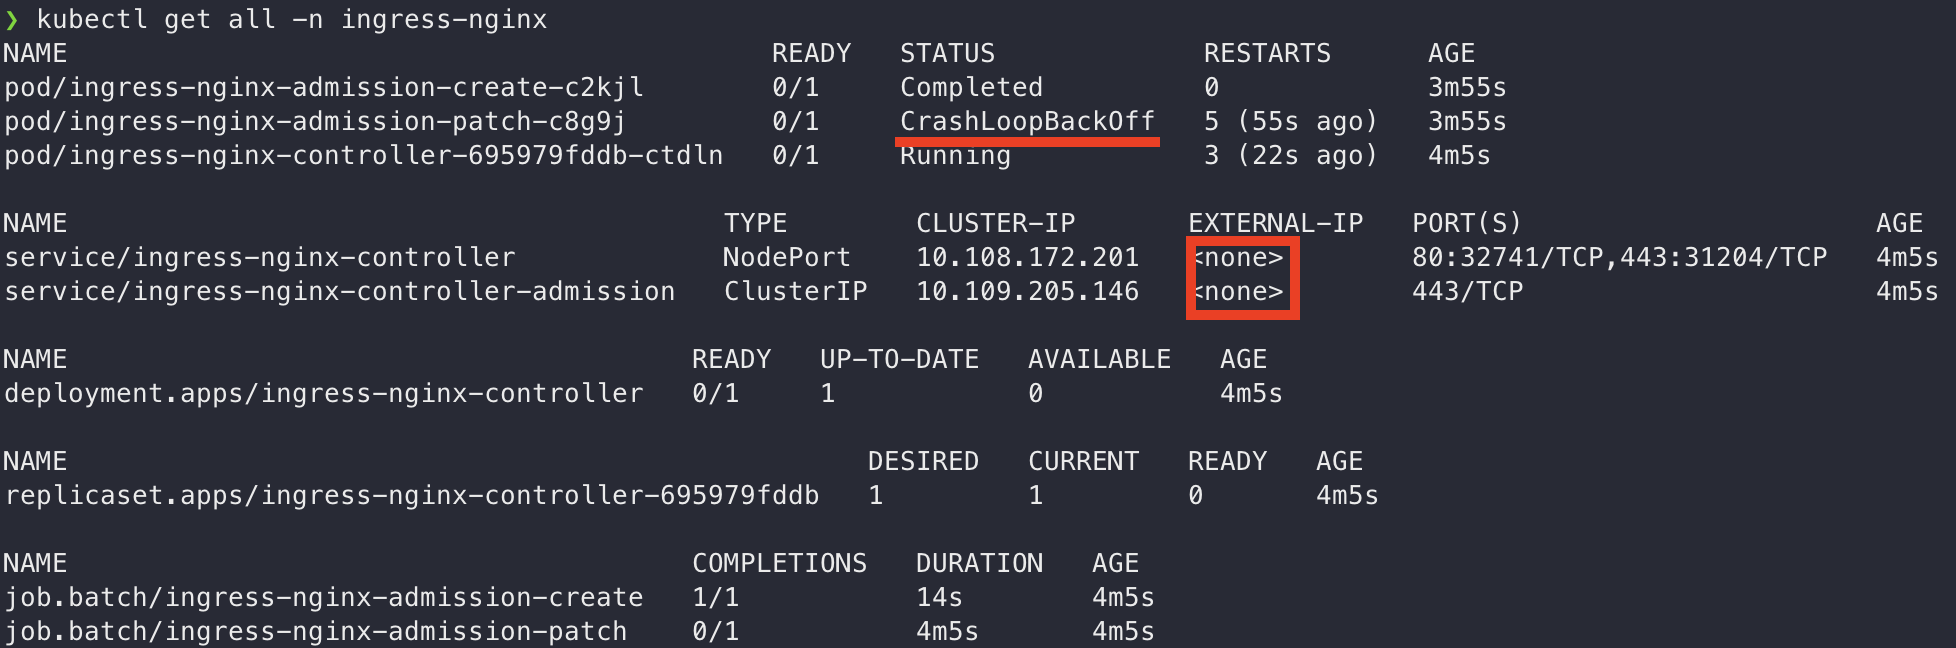 ❯ kubectl get all -n ingress-nginx
NAME READY STATUS RESTARTS AGE
pod/ingress-nginx-admission-create-c2kjl 0/1 Completed 0 3m55s
pod/ingress-nginx-admission-patch-c8g9j 0/1 CrashLoopBackOff 5 (55s ago) 3m55s
pod/ingress-nginx-controller-695979fddb-ctdln 0/1 Running 3 (22s ago) 4m5s
NAME TYPE CLUSTER-IP EXTERNAL-IP PORT(S) AGE
service/ingress-nginx-controller NodePort 10.108.172.201 <none> 80:32741/TCP,443:31204/TCP 4m5s
service/ingress-nginx-controller-admission ClusterIP 10.109.205.146 <none> 443/TCP 4m5s
NAME READY UP-TO-DATE AVAILABLE AGE
deployment.apps/ingress-nginx-controller 0/1 1 0 4m5s
NAME DESIRED CURRENT READY AGE
replicaset.apps/ingress-nginx-controller-695979fddb 1 1 0 4m5s
NAME COMPLETIONS DURATION AGE
job.batch/ingress-nginx-admission-create 1/1 14s 4m5s
job.batch/ingress-nginx-admission-patch 0/1 4m5s 4m5s